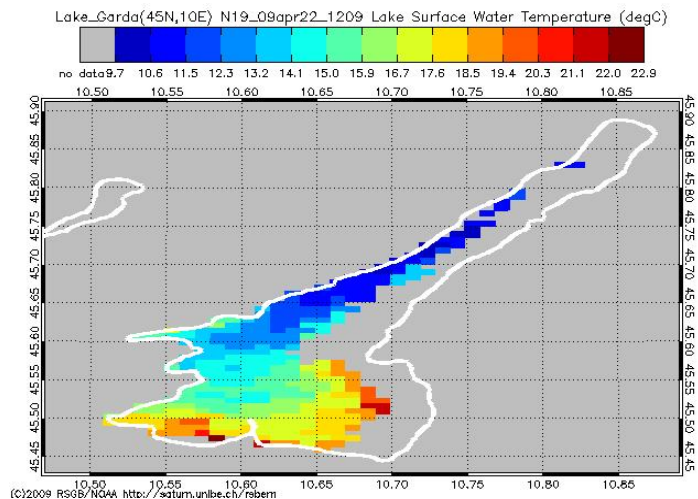 Lake_Garda(45N,10E) N19_09apr22_1209 Lake Surface Water Temperature (degC)
no data 9.7 10.6 11.5 12.3 13.2 14.1 15.0 15.9 16.7 17.6 18.5 19.4 20.3 21.1 22.0 22.9
10.50 10.55 10.60 10.65 10.70 10.75 10.80 10.85
45.90 45.90
45.85 45.85
45.80 45.80
45.75 45.75
45.70 45.70
45.65 45.65
45.60 45.60
45.55 45.55
45.50 45.50
45.45 45.45
10.50 10.55 10.60 10.65 10.70 10.75 10.80 10.85
(C)2009 RSGB/NOAA http://saturn.unibe.ch/rsbern